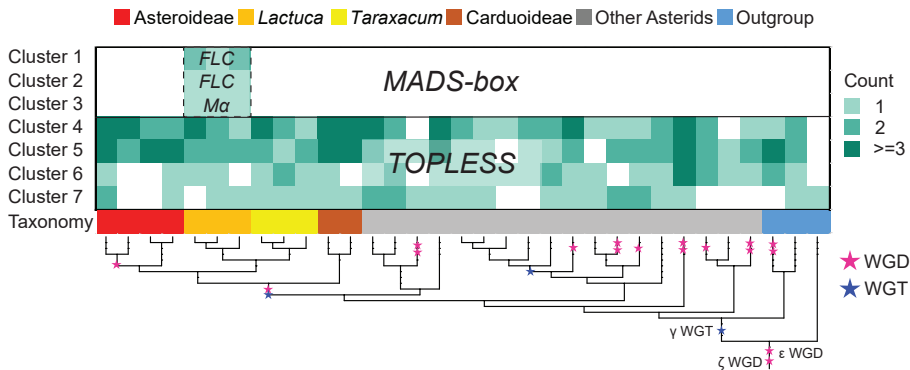 Asteroideae Lactuca Taraxacum Carduoideae Other Asterids Outgroup
Cluster 1
Cluster 2
Cluster 3
Cluster 4
Cluster 5
Cluster 6
Cluster 7
Taxonomy
FLC
FLC
Mα
MADS-box
TOPLESS
Count
1
2
>=3
WGD
WGT
γ WGT
ζ WGD
ε WGD